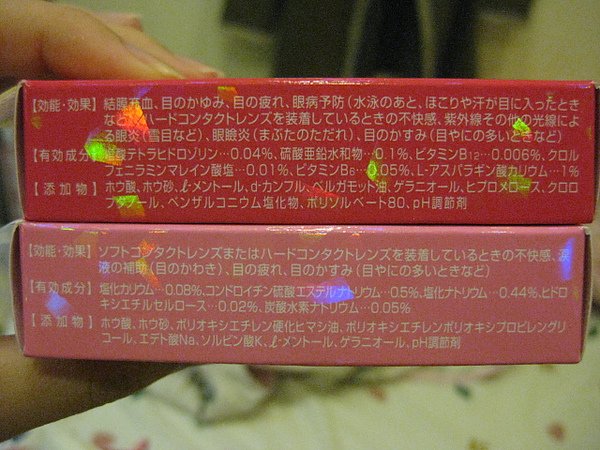 【効能・効果】結膜充血、目のかゆみ、目の疲れ、眼病予防（水泳のあと、ほこりや汗が目に入ったとき
など）、ハードコンタクトレンズを装着しているときの不快感、紫外線その他の光線によ
る眼炎（雪目など）、眼瞼炎（まぶたのただれ）、目のかすみ（目やにの多いときなど）
【有効成分】塩酸テトラヒドロゾリン…0.04%、硫酸亜鉛水和物…0.1%、ビタミンB12…0.006%、クロル
フェニラミンマレイン酸塩…0.01%、ビタミンB6…0.05%、L-アスパラギン酸カリウム…1%
【添加物】ホウ酸、ホウ砂、ℓ-メントール、d-カンフル、ベルガモット油、ゲラニオール、ヒプロメロース、クロロ
ブタノール、ベンザルコニウム塩化物、ポリソルベート80、pH調節剤
【効能・効果】ソフトコンタクトレンズまたはハードコンタクトレンズを装着しているときの不快感、涙
液の補助（目のかわき）、目の疲れ、目のかすみ（目やにの多いときなど）
【有効成分】塩化カリウム…0.08%、コンドロイチン硫酸エステルナトリウム…0.5%、塩化ナトリウム…0.44%、ヒドロ
キシエチルセルロース…0.02%、炭酸水素ナトリウム…0.05%
【添加物】ホウ酸、ホウ砂、ポリオキシエチレン硬化ヒマシ油、ポリオキシエチレンポリオキシプロピレングリ
コール、エデト酸Na、ソルビン酸K、ℓ-メントール、ゲラニオール、pH調節剤